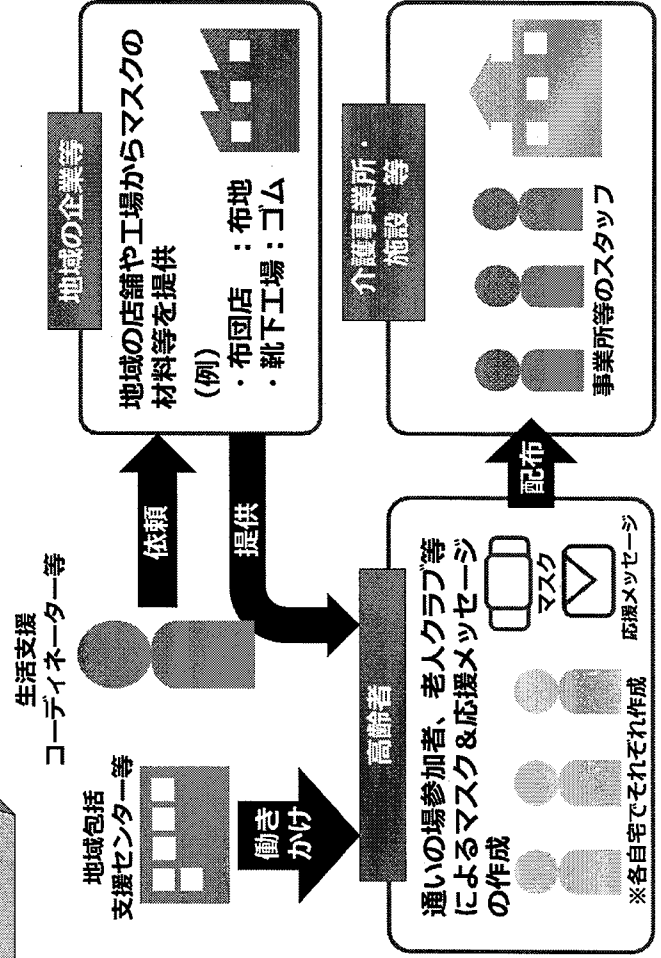 生活支援
コーディネーター等
地域包括
支援センター等
依頼
提供
働き
かけ
地域の企業等
地域の店舗や工場からマスクの
材料等を提供
(例)
・布団店　：布地
・靴下工場：ゴム
高齢者
通いの場参加者、老人クラブ等
によるマスク&応援メッセージ
の作成
マスク
応援メッセージ
※各自宅でそれぞれ作成
配布
介護事業所・
施設　等
事業所等のスタッフ